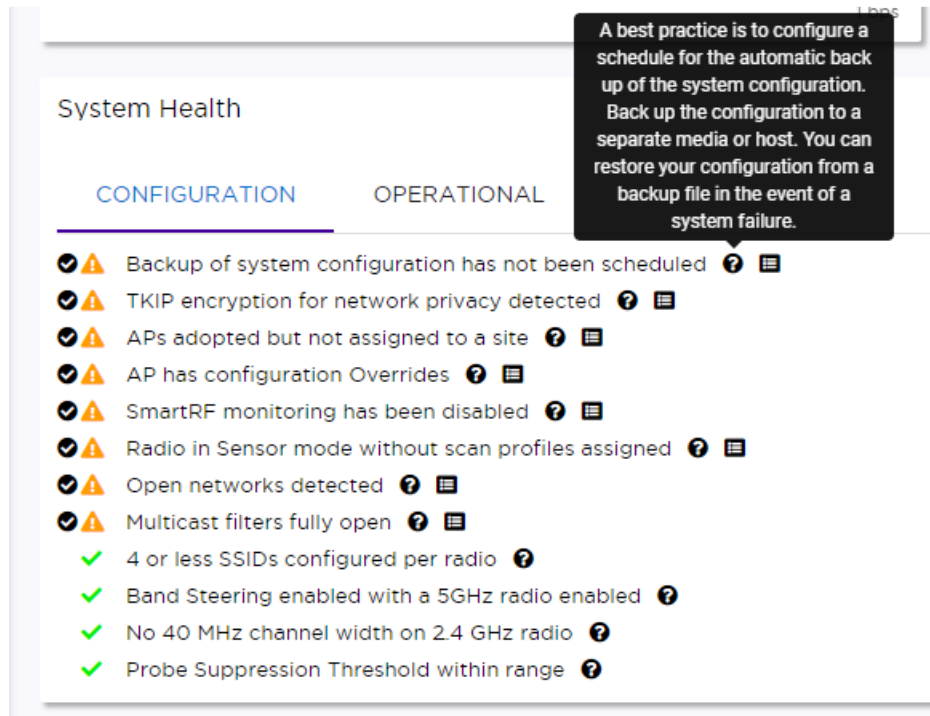 A best practice is to configure a
schedule for the automatic back
up of the system configuration.
Back up the configuration to a
separate media or host. You can
restore your configuration from a
backup file in the event of a
system failure.
System Health
CONFIGURATION
OPERATIONAL
Backup of system configuration has not been scheduled
TKIP encryption for network privacy detected
APs adopted but not assigned to a site
AP has configuration Overrides
SmartRF monitoring has been disabled
Radio in Sensor mode without scan profiles assigned
Open networks detected
Multicast filters fully open
4 or less SSIDs configured per radio
Band Steering enabled with a 5GHz radio enabled
No 40 MHz channel width on 2.4 GHz radio
Probe Suppression Threshold within range